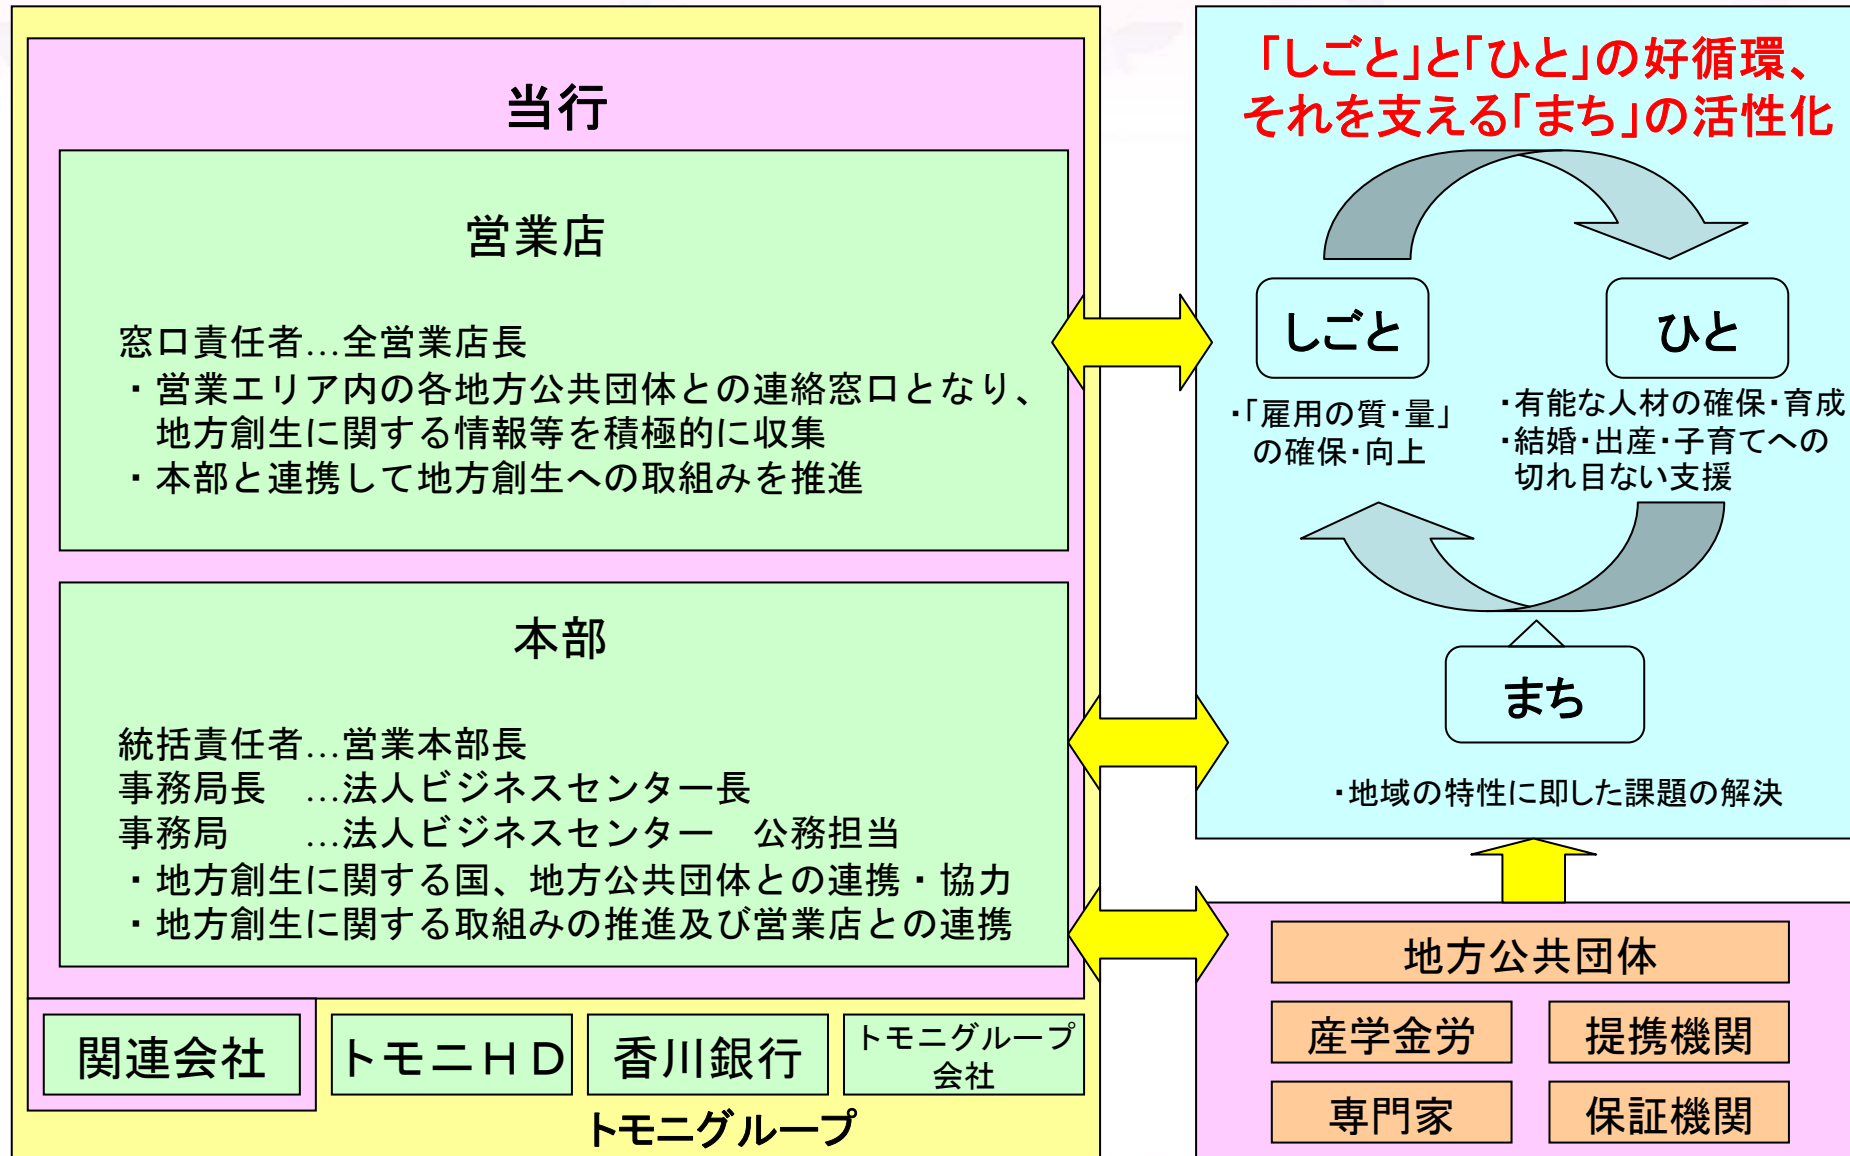 当行
営業店
窓口責任者…全営業店長
・営業エリア内の各地方公共団体との連絡窓口となり、
地方創生に関する情報等を積極的に収集
・本部と連携して地方創生への取組みを推進
本部
統括責任者…営業本部長
事務局長　…法人ビジネスセンター長
事務局　　…法人ビジネスセンター　公務担当
・地方創生に関する国、地方公共団体との連携・協力
・地方創生に関する取組みの推進及び営業店との連携
関連会社
トモニＨＤ
香川銀行
トモニグループ
会社
トモニグループ
「しごと」と「ひと」の好循環、
それを支える「まち」の活性化
しごと
ひと
・「雇用の質・量」
の確保・向上
・有能な人材の確保・育成
・結婚・出産・子育てへの
切れ目ない支援
まち
・地域の特性に即した課題の解決
地方公共団体
産学金労
提携機関
専門家
保証機関